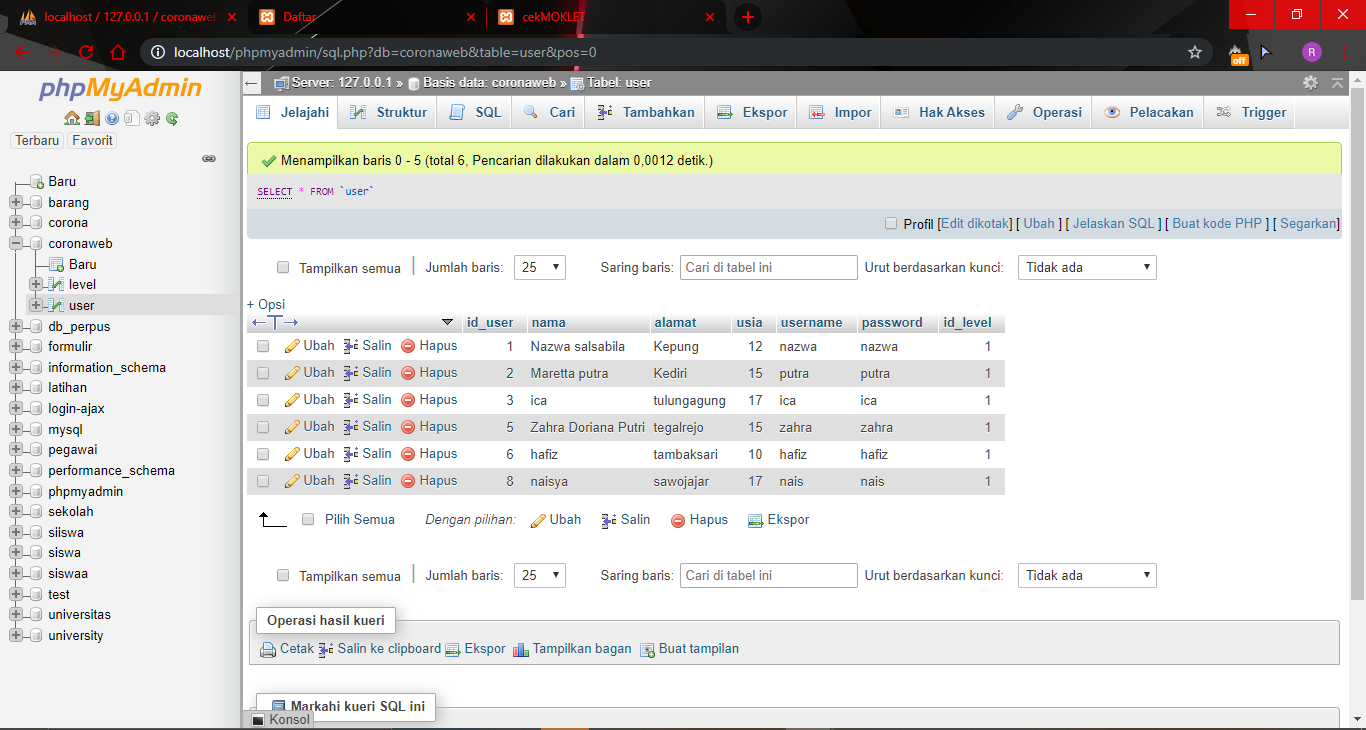 localhost / 127.0.0.1 / coronaweb
Daftar
cekMOKLET
localhost/phpmyadmin/sql.php?db=coronaweb&table=user&pos=0
off
R
phpMyAdmin
Terbaru Favorit
Baru
barang
corona
coronaweb
Baru
level
user
db_perpus
formulir
information_schema
latihan
login-ajax
mysql
pegawai
performance_schema
phpmyadmin
sekolah
siiswa
siswa
siswaa
test
universitas
university
Server: 127.0.0.1 » Basis data: coronaweb » Tabel: user
Jelajahi Struktur SQL Cari Tambahkan Ekspor Impor Hak Akses Operasi Pelacakan Trigger
Menampilkan baris 0 - 5 (total 6, Pencarian dilakukan dalam 0,0012 detik.)
SELECT * FROM `user`
Profil [Edit dikotak] [ Ubah ] [ Jelaskan SQL ] [ Buat kode PHP ] [ Segarkan]
Tampilkan semua Jumlah baris: 25 Saring baris: Cari di tabel ini Urut berdasarkan kunci: Tidak ada
+ Opsi
←T→ id_user nama alamat usia username password id_level
Ubah Salin Hapus 1 Nazwa salsabila Kepung 12 nazwa nazwa 1
Ubah Salin Hapus 2 Maretta putra Kediri 15 putra putra 1
Ubah Salin Hapus 3 ica tulungagung 17 ica ica 1
Ubah Salin Hapus 5 Zahra Doriana Putri tegalrejo 15 zahra zahra 1
Ubah Salin Hapus 6 hafiz tambaksari 10 hafiz hafiz 1
Ubah Salin Hapus 8 naisya sawojajar 17 nais nais 1
Pilih Semua Dengan pilihan: Ubah Salin Hapus Ekspor
Tampilkan semua Jumlah baris: 25 Saring baris: Cari di tabel ini Urut berdasarkan kunci: Tidak ada
Operasi hasil kueri
Cetak Salin ke clipboard Ekspor Tampilkan bagan Buat tampilan
Markahi kueri SQL ini
Konsol